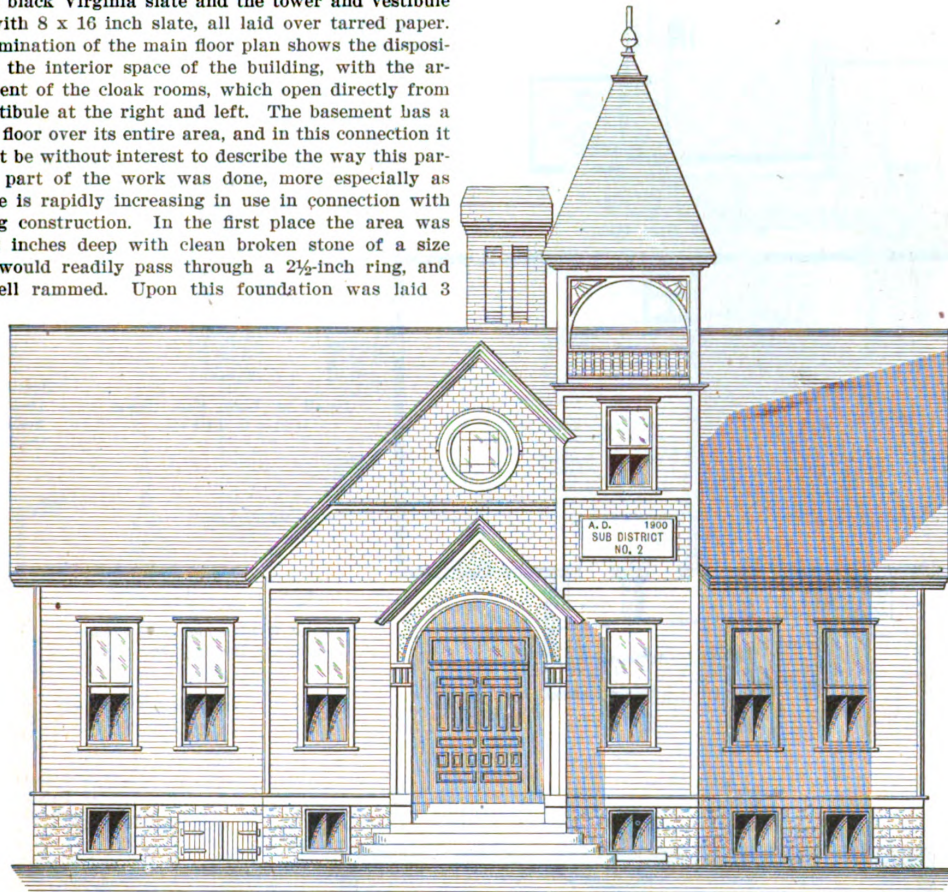 black Virginia slate and the tower and vestibule
with 8 x 16 inch slate, all laid over tarred paper.
mination of the main floor plan shows the disposi-
the interior space of the building, with the ar-
ent of the cloak rooms, which open directly from
tibule at the right and left. The basement has a
floor over its entire area, and in this connection it
t be without interest to describe the way this par-
part of the work was done, more especially as
e is rapidly increasing in use in connection with
g construction. In the first place the area was
inches deep with clean broken stone of a size
would readily pass through a 2½-inch ring, and
ell rammed. Upon this foundation was laid 3
A. D. 1900
SUB DISTRICT
NO. 2